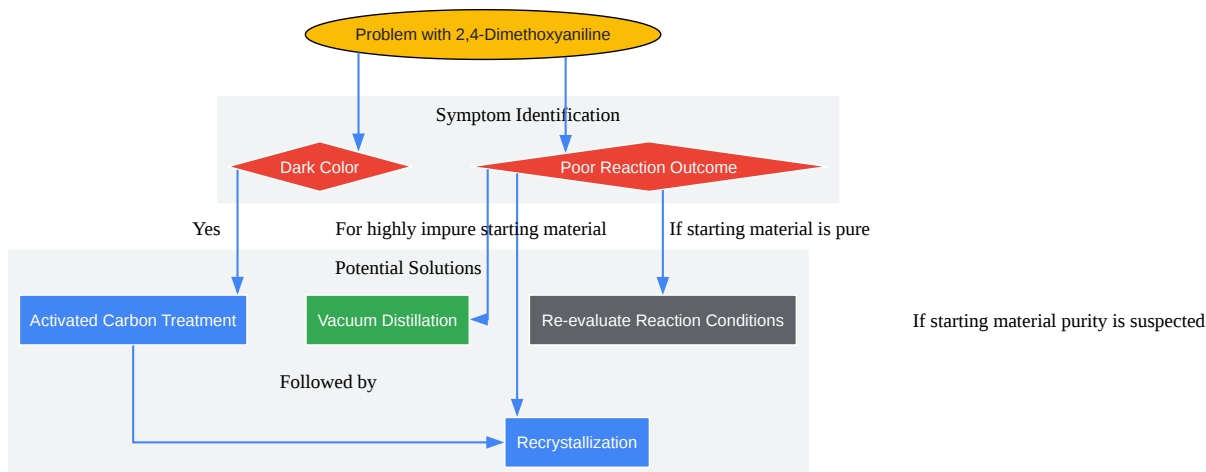 Problem with 2,4-Dimethoxyaniline
Symptom Identification
Dark Color
Poor Reaction Outcome
Yes
For highly impure starting material
If starting material is pure
Potential Solutions
Activated Carbon Treatment
Vacuum Distillation
Re-evaluate Reaction Conditions
If starting material purity is suspected
Followed by
Recrystallization